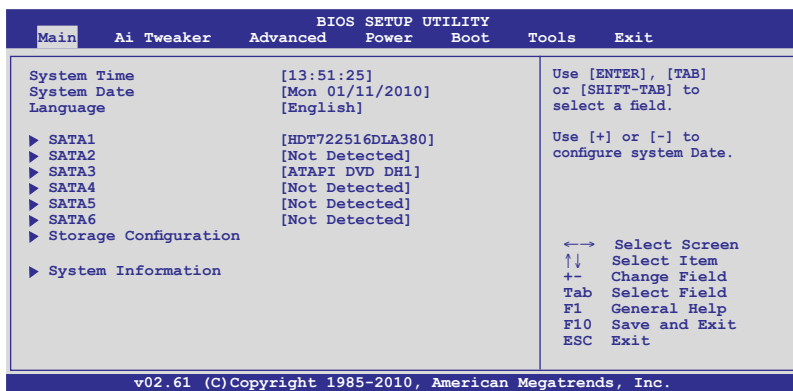 BIOS SETUP UTILITY
Main Ai Tweaker Advanced Power Boot Tools Exit
System Time [13:51:25]
System Date [Mon 01/11/2010]
Language [English]
SATA1 [HDT722516DLA380]
SATA2 [Not Detected]
SATA3 [ATAPI DVD DH1]
SATA4 [Not Detected]
SATA5 [Not Detected]
SATA6 [Not Detected]
Storage Configuration
System Information
Use [ENTER], [TAB]
or [SHIFT-TAB] to
select a field.
Use [+] or [-] to
configure system Date.
←→ Select Screen
↑↓ Select Item
+- Change Field
Tab Select Field
F1 General Help
F10 Save and Exit
ESC Exit
v02.61 (C)Copyright 1985-2010, American Megatrends, Inc.